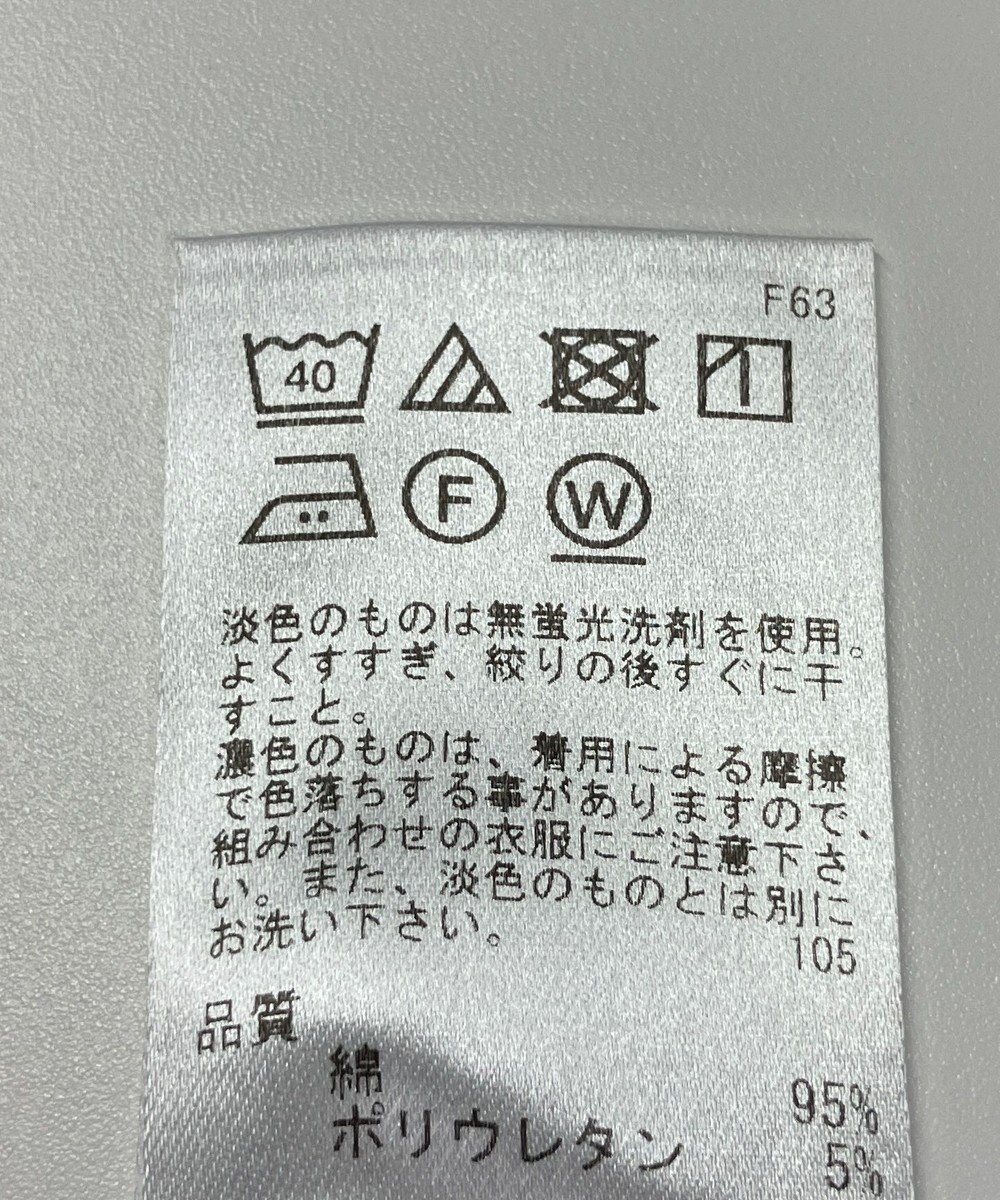 F63
40
F W
淡色のものは無蛍光洗剤を使用。
よくすすぎ、絞りの後すぐに干
すこと。
濃色のものは、着用による摩擦
で色落ちする事がありますので、
組み合わせの衣服にご注意下さ
い。また、淡色のものとは別に
お洗い下さい。
105
品質
綿 95%
ポリウレタン 5%